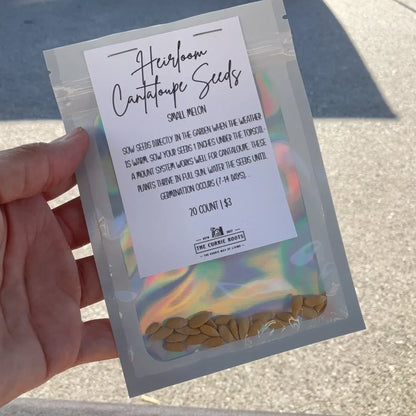 Heirloom
Cantaloupe Seeds
SMALL MELON
SOW SEEDS DIRECTLY IN THE GARDEN WHEN THE WEATHER
IS WARM. SOW YOUR SEEDS 1 INCHES UNDER THE TOPSOIL.
A MOUNT SYSTEM WORKS WELL FOR CANTALOUPE. THESE
PLANTS THRIVE IN FULL SUN. WATER THE SEEDS UNTIL
GERMINATION OCCURS (7-14 DAYS)...
20 COUNT | $3
THE CURRIE ROOTS